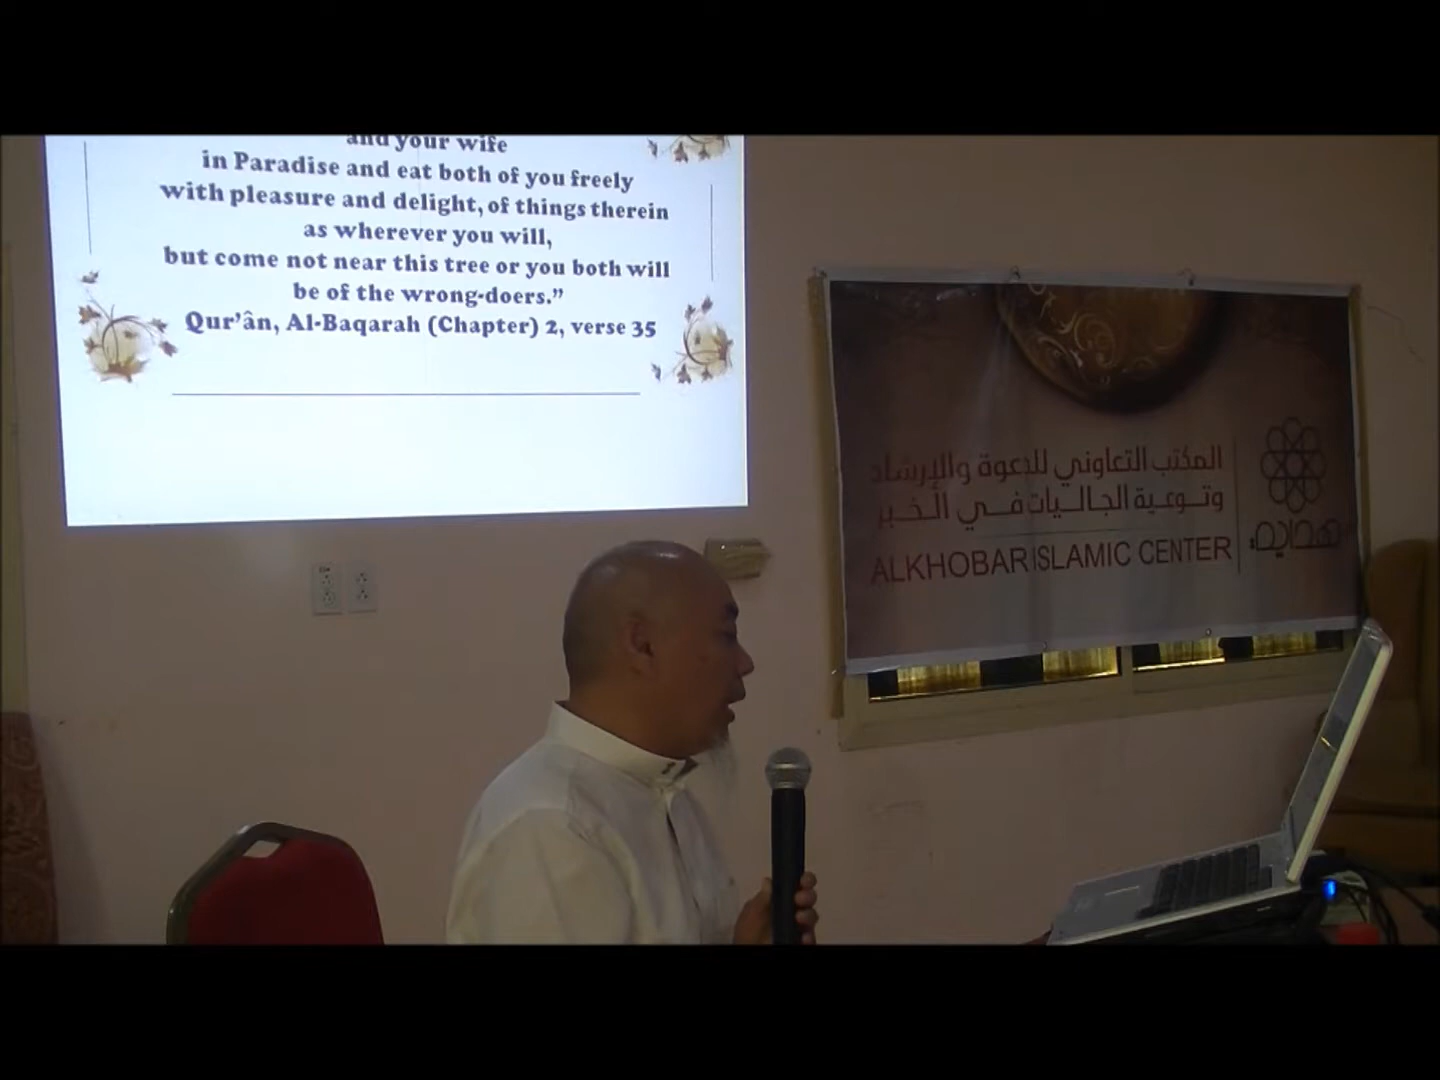 and your wife
in Paradise and eat both of you freely
with pleasure and delight, of things therein
as wherever you will,
but come not near this tree or you both will
be of the wrong-doers.”
Qur’ân, Al-Baqarah (Chapter) 2, verse 35
المكتب التعاوني للدعوة والإرشاد
وتوعية الجاليات في الخبر
ALKHOBAR ISLAMIC CENTER
هداية